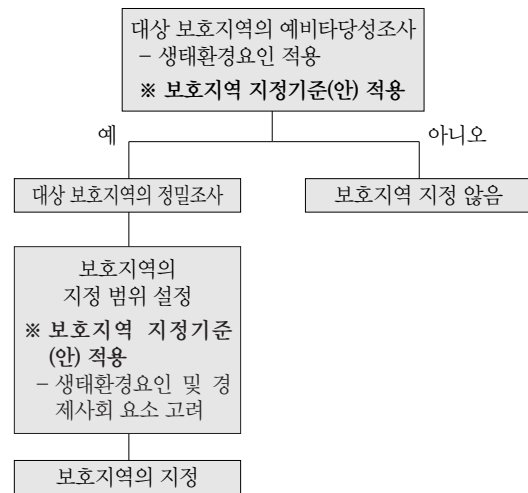 대상 보호지역의 예비타당성조사
– 생태환경요인 적용
※ 보호지역 지정기준(안) 적용
예
아니오
대상 보호지역의 정밀조사
보호지역 지정 않음
보호지역의
지정 범위 설정
※ 보호지역 지정기준
(안) 적용
– 생태환경요인 및 경
제사회 요소 고려
보호지역의 지정